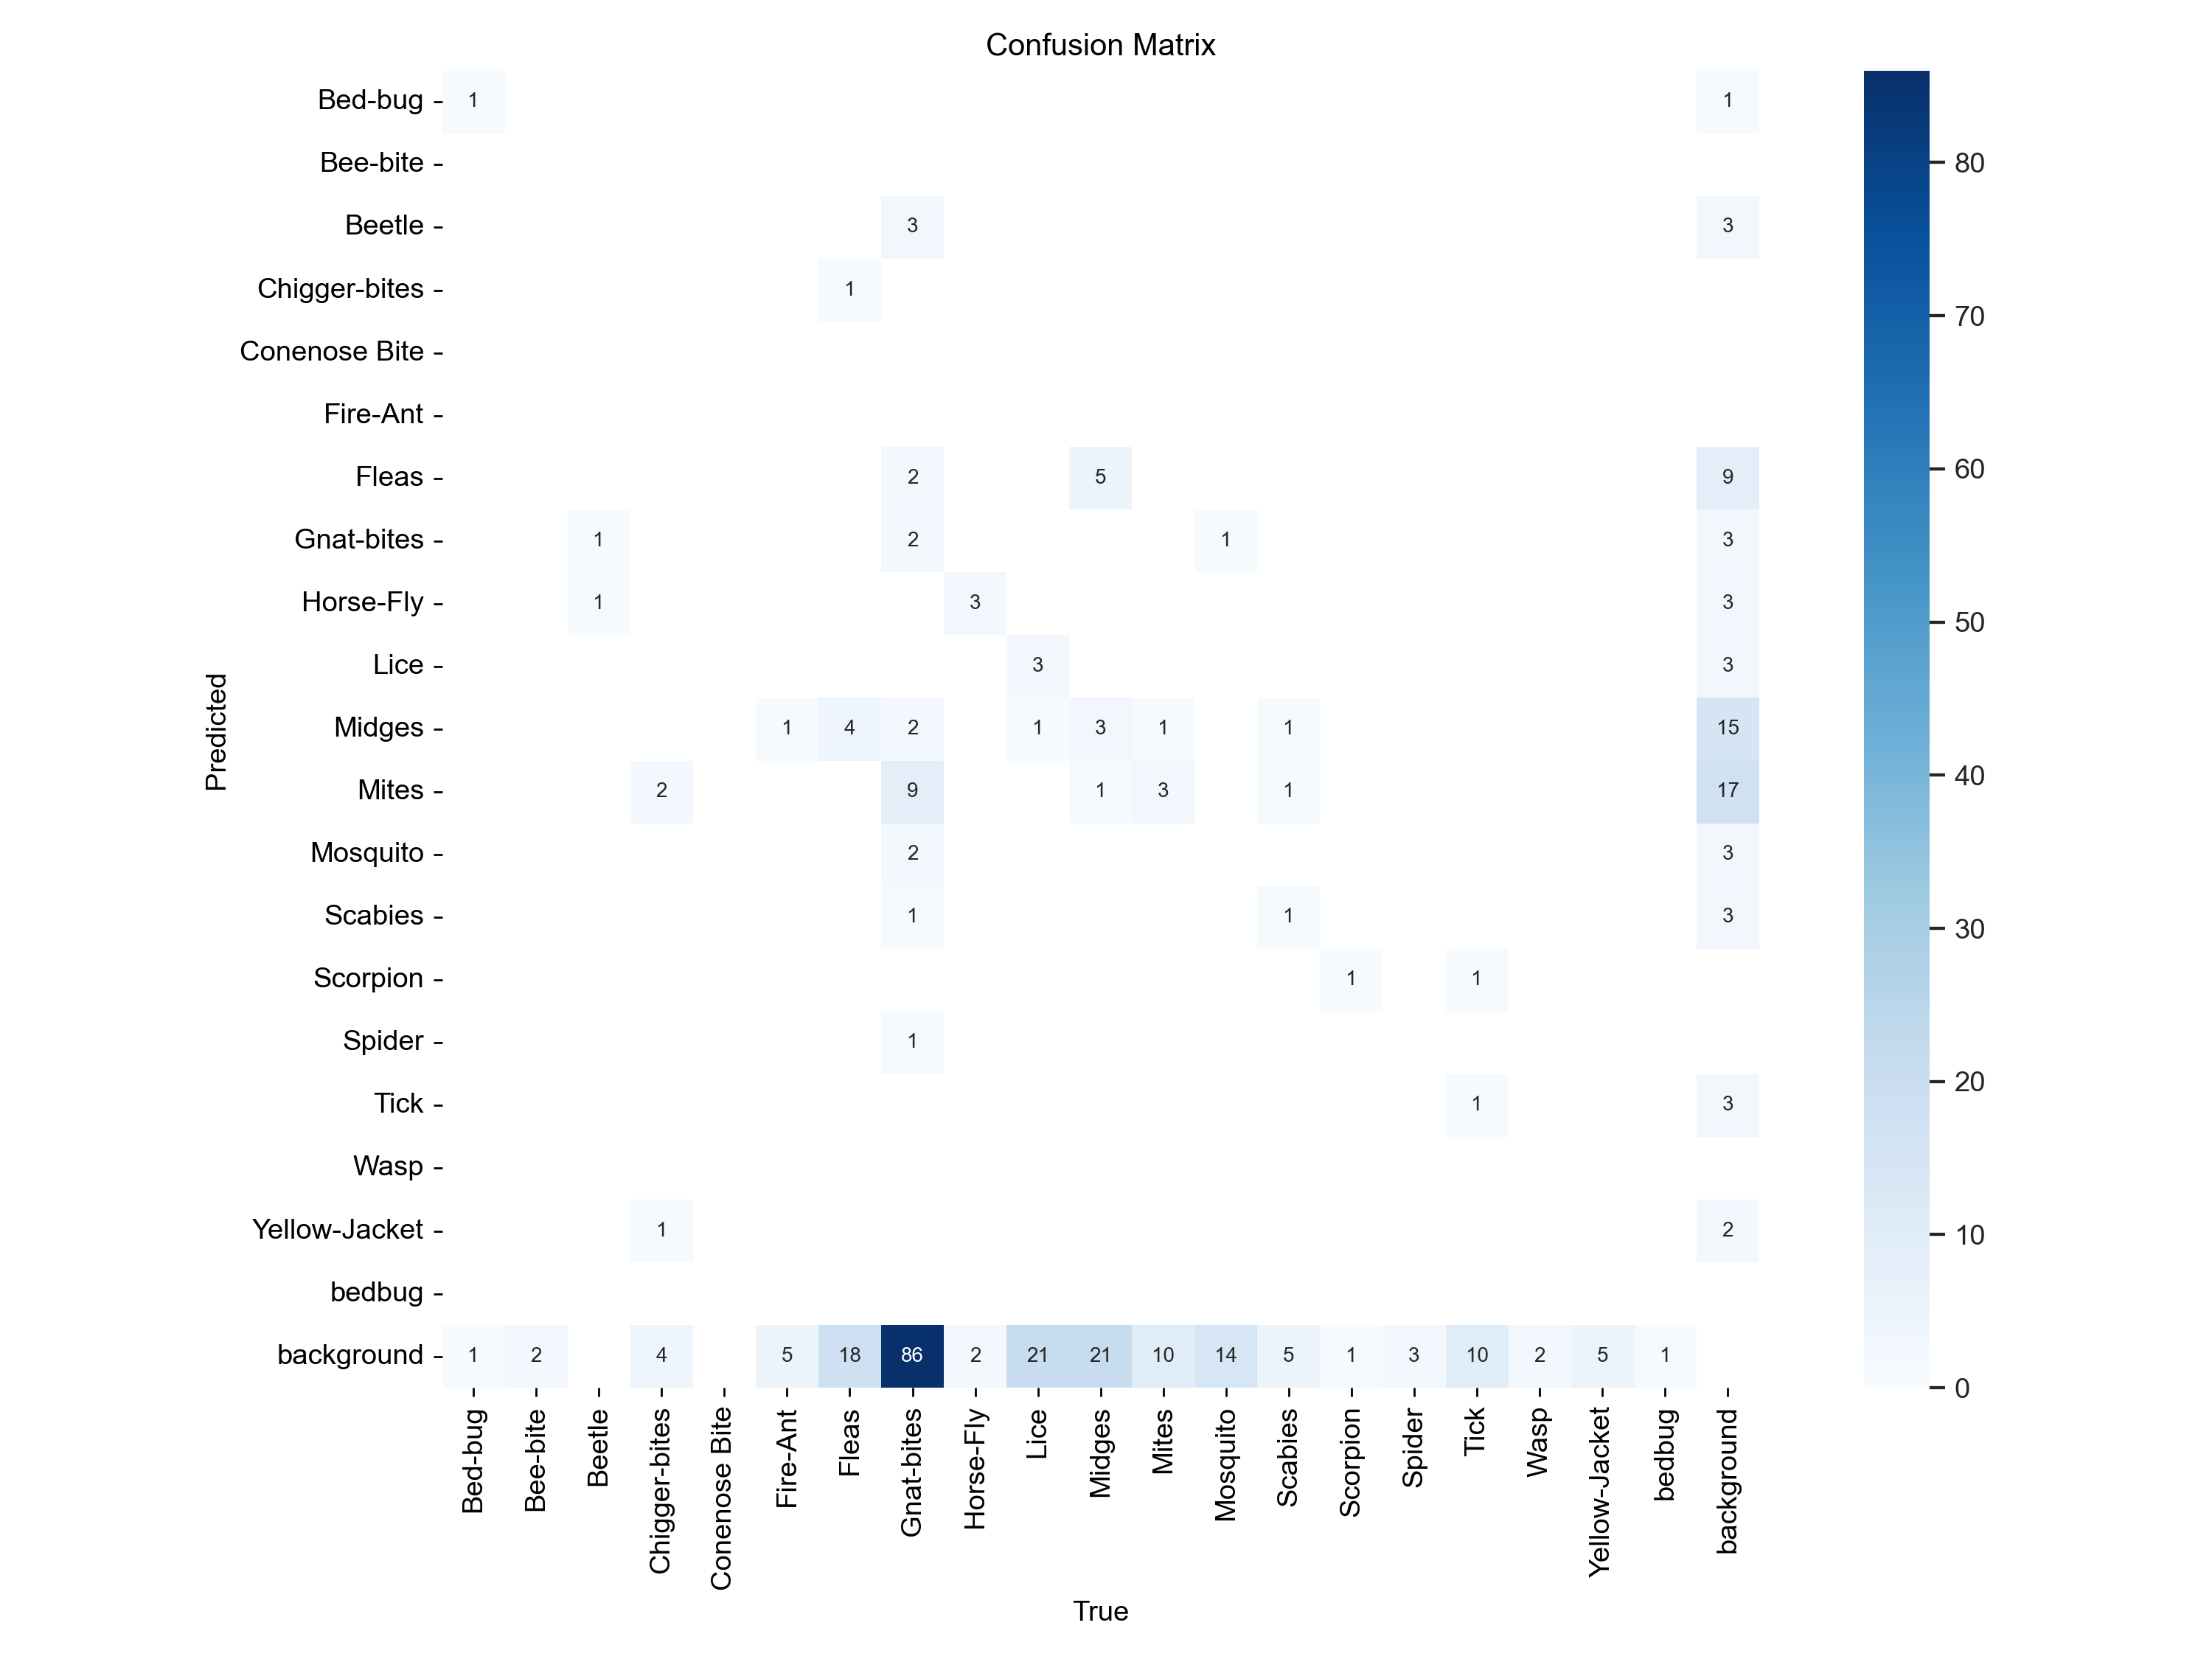 Confusion Matrix
Bed-bug 1 1
Bee-bite
Beetle 3 3
Chigger-bites 1
Conenose Bite
Fire-Ant
Fleas 2 5 9
Gnat-bites 1 2 1 3
Horse-Fly 1 3 3
Lice 3 3
Midges 1 4 2 1 3 1 1 15
Mites 2 9 1 3 1 17
Mosquito 2 3
Scabies 1 1 3
Scorpion 1 1
Spider 1
Tick 1 3
Wasp
Yellow-Jacket 1 2
bedbug
background 1 2 4 5 18 86 2 21 21 10 14 5 1 3 10 2 5 1
Predicted
Bed-bug
Bee-bite
Beetle
Chigger-bites
Conenose Bite
Fire-Ant
Fleas
Gnat-bites
Horse-Fly
Lice
Midges
Mites
Mosquito
Scabies
Scorpion
Spider
Tick
Wasp
Yellow-Jacket
bedbug
background
True
80
70
60
50
40
30
20
10
0